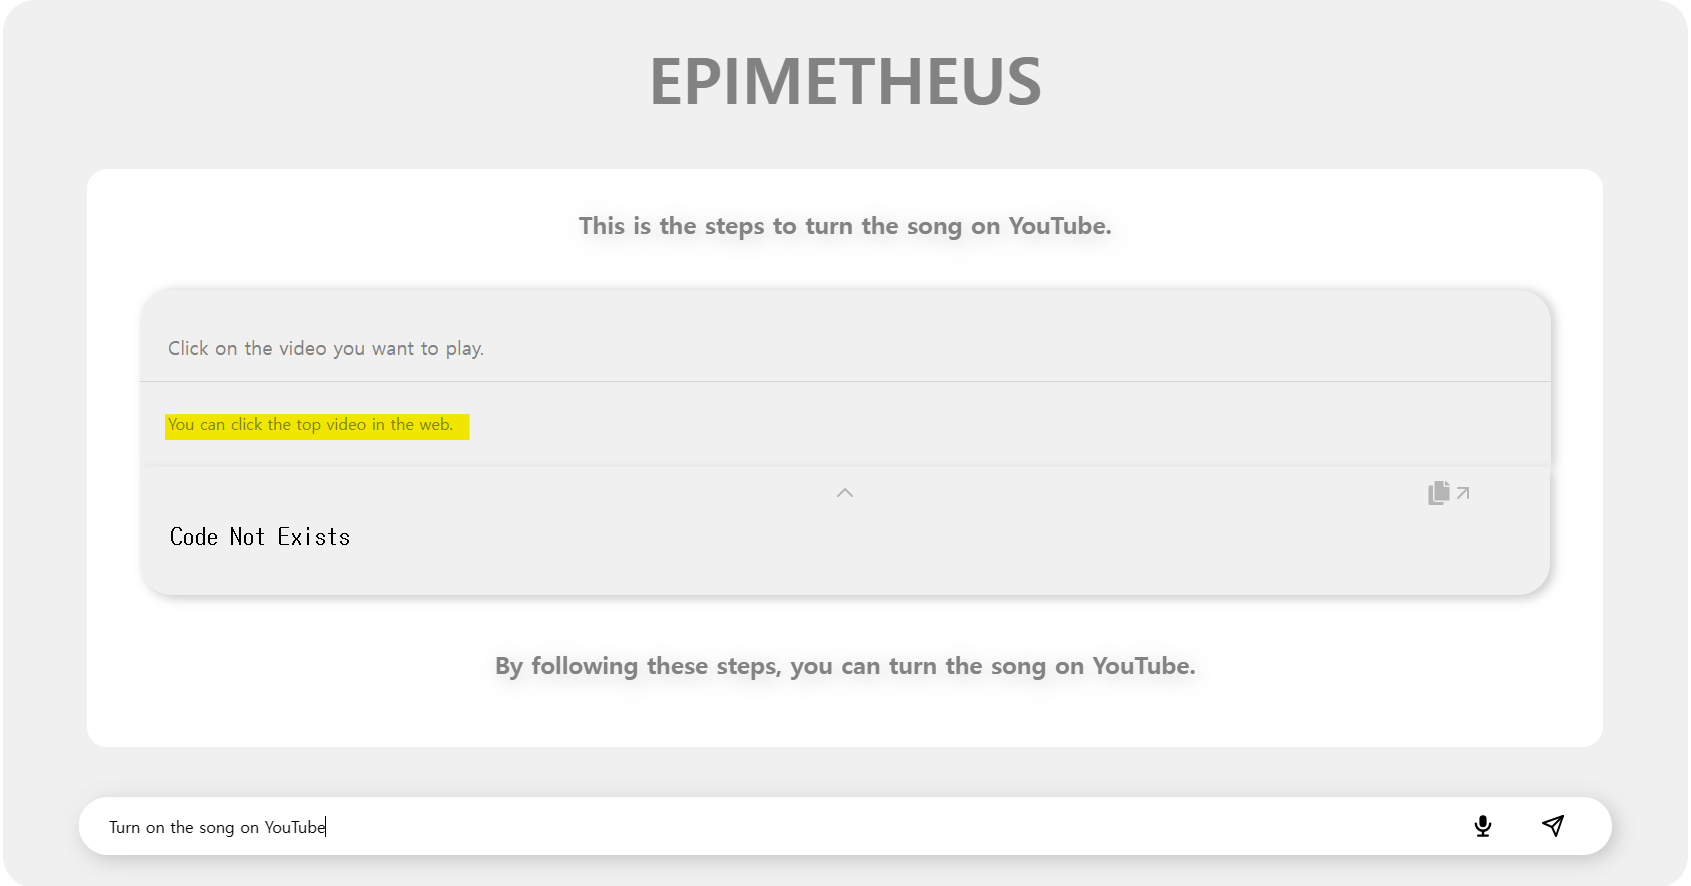 EPIMETHEUS
This is the steps to turn the song on YouTube.
Click on the video you want to play.
You can click the top video in the web.
Code Not Exists
By following these steps, you can turn the song on YouTube.
Turn on the song on YouTube